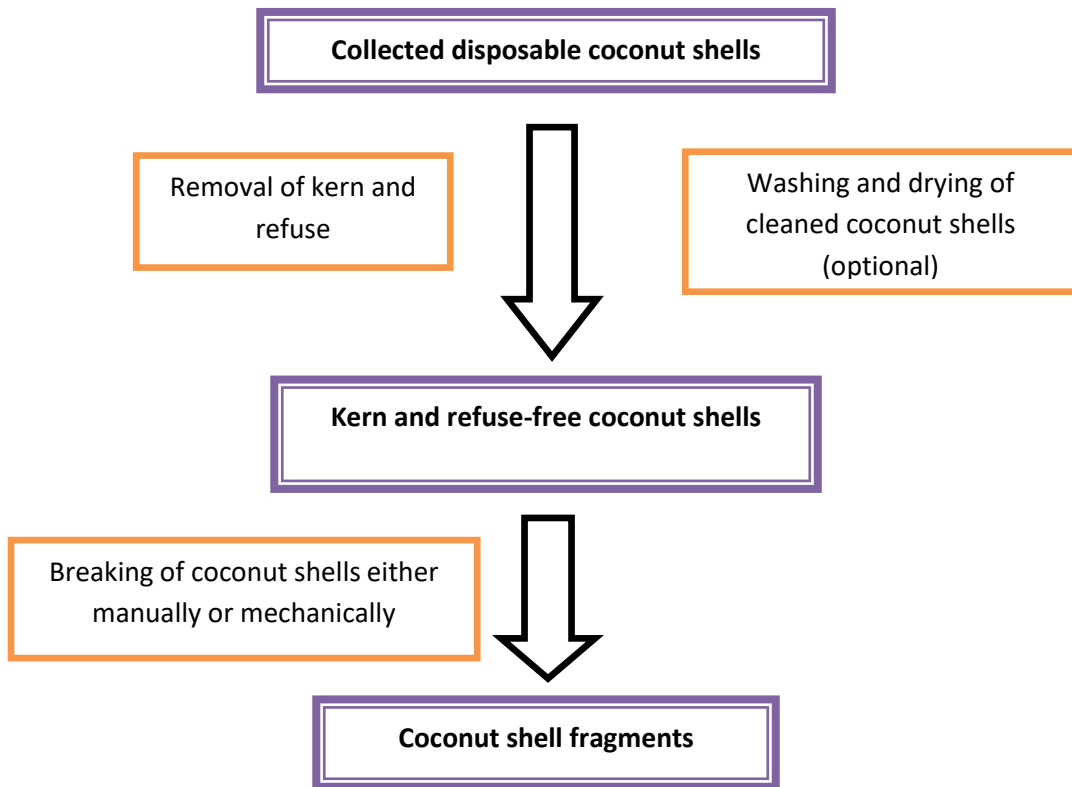 Collected disposable coconut shells
Removal of kern and
refuse
Washing and drying of
cleaned coconut shells
(optional)
Kern and refuse-free coconut shells
Breaking of coconut shells either
manually or mechanically
Coconut shell fragments